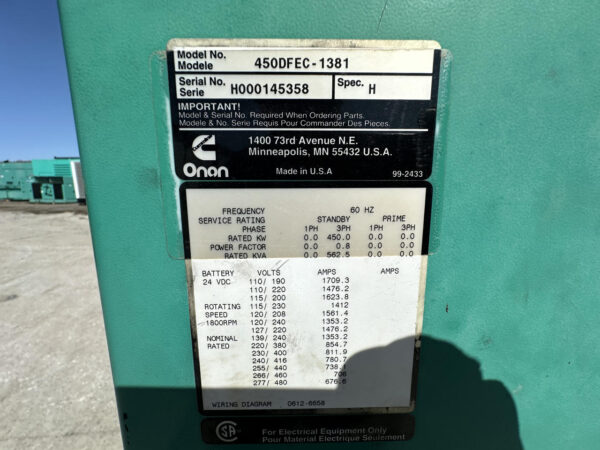 Model No. 450DFEC-1381
Modele
Serial No. H000145358 Spec. H
Serie
IMPORTANT!
Model & Serial No. Required When Ordering Parts.
Modele & No. Serie Requis Pour Commander Des Pieces.
1400 73rd Avenue N.E.
Minneapolis, MN 55432 U.S.A.
Onan Made in U.S.A 99-2433
FREQUENCY 60 HZ
SERVICE RATING STANDBY PRIME
PHASE 1PH 3PH 1PH 3PH
RATED KW 0.0 450.0 0.0 0.0
POWER FACTOR 0.0 0.8 0.0 0.0
RATED KVA 0.0 562.5 0.0 0.0
BATTERY VOLTS AMPS AMPS
24 VDC 110/ 190 1709.3
110/ 220 1476.2
115/ 200 1623.8
ROTATING 115/ 230 1412
SPEED 120/ 208 1561.4
1800RPM 120/ 240 1353.2
127/ 220 1476.2
NOMINAL 139/ 240 1353.2
RATED 220/ 380 854.7
230/ 400 811.9
240/ 416 780.7
255/ 440 738.1
266/ 460 706
277/ 480 676.6
WIRING DIAGRAM 0612-6658
For Electrical Equipment Only
Pour Material Electrique Seulement